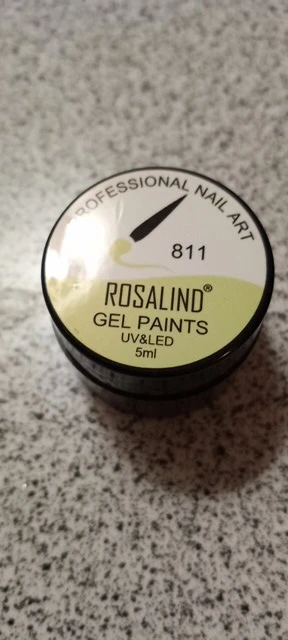 PROFESSIONAL NAIL ART
811
ROSALIND®
GEL PAINTS
UV&LED
5ml